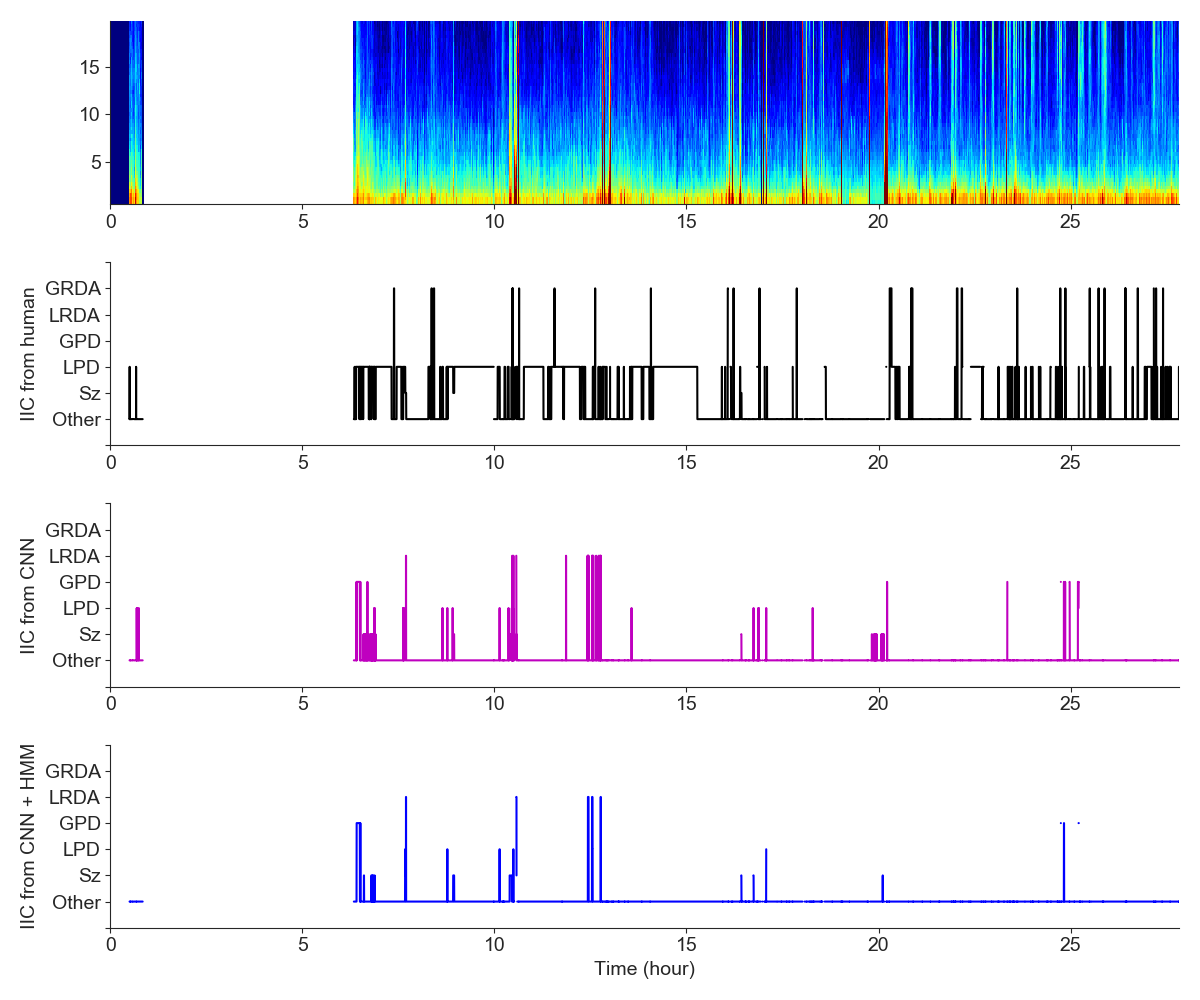 15
10
5
0 5 10 15 20 25
IIC from human
GRDA
LRDA
GPD
LPD
Sz
Other
0 5 10 15 20 25
IIC from CNN
GRDA
LRDA
GPD
LPD
Sz
Other
0 5 10 15 20 25
IIC from CNN + HMM
GRDA
LRDA
GPD
LPD
Sz
Other
0 5 10 15 20 25
Time (hour)